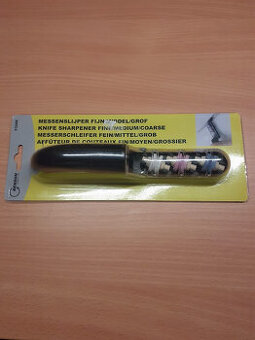 MESSENSLIJPER FIJN/MIDDEL/GROF
KNIFE SHARPENER FINE/MEDIUM/COARSE
MESSERSCHLEIFER FEIN/MITTEL/GROB
AFFÛTEUR DE COUTEAUX FIN/MOYEN/GROSSIER